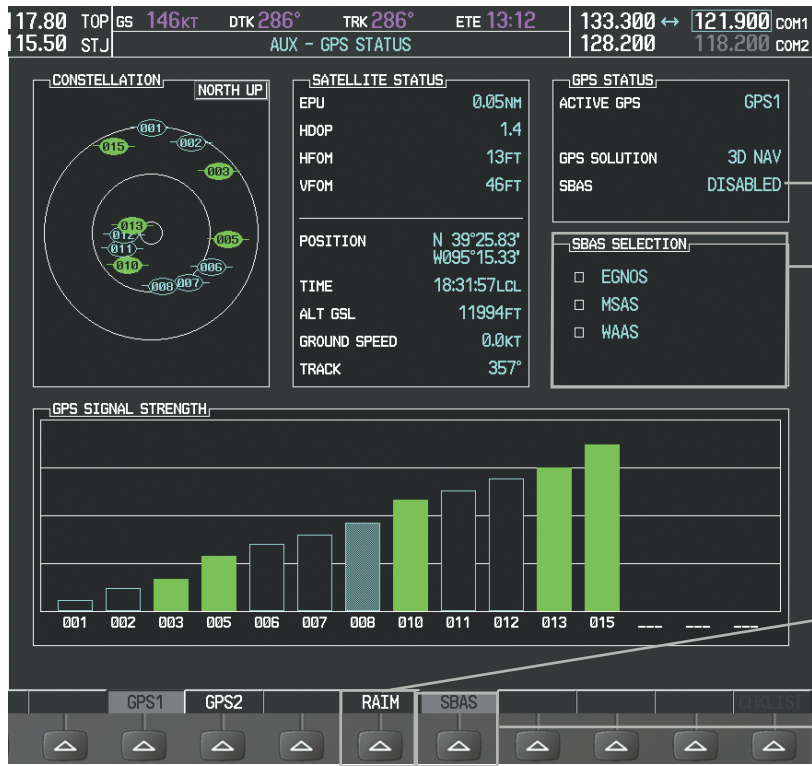 17.80 TOP GS 146KT DTK 286° TRK 286° ETE 13:12 133.300 ↔ 121.900 COM1
15.50 STJ AUX - GPS STATUS 128.200 118.200 COM2
CONSTELLATION
NORTH UP
001
002
015
003
013
012
005
011
010
006
008
007
SATELLITE STATUS
EPU 0.05NM
HDOP 1.4
HFOM 13FT
VFOM 46FT
POSITION N 39°25.83'
W095°15.33'
TIME 18:31:57LCL
ALT GSL 11994FT
GROUND SPEED 0.0KT
TRACK 357°
GPS STATUS
ACTIVE GPS GPS1
GPS SOLUTION 3D NAV
SBAS DISABLED
SBAS SELECTION
□ EGNOS
□ MSAS
□ WAAS
GPS SIGNAL STRENGTH
001 002 003 005 006 007 008 010 011 012 013 015 ___ ___ ___
GPS1 GPS2 RAIM SBAS CHKLIST